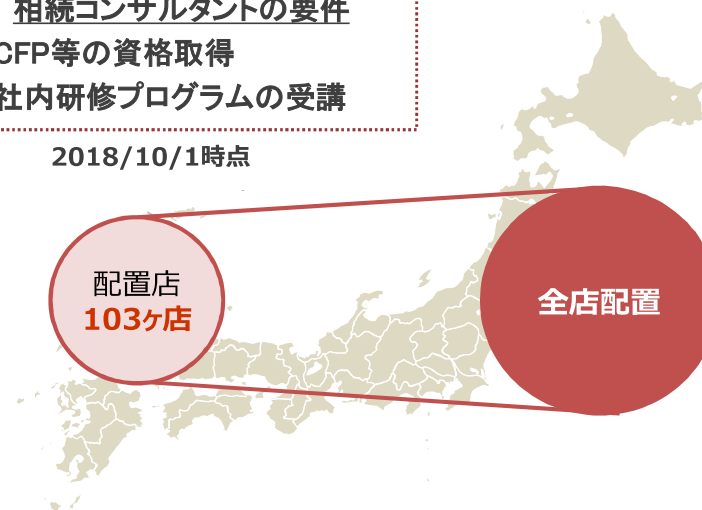 相続コンサルタントの要件
CFP等の資格取得
社内研修プログラムの受講
2018/10/1時点
配置店
103ヶ店
全店配置